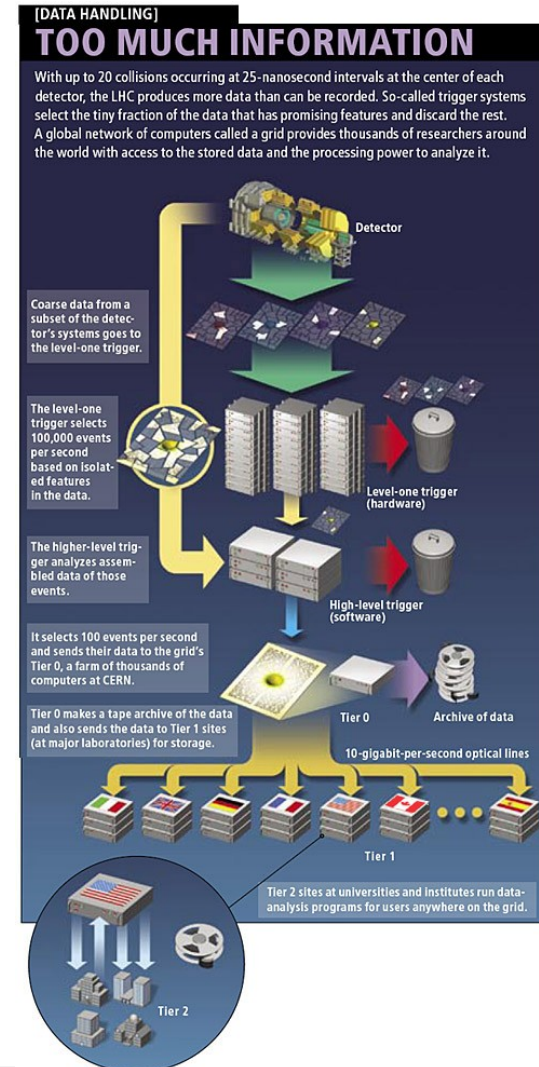 [DATA HANDLING]
TOO MUCH INFORMATION
With up to 20 collisions occurring at 25-nanosecond intervals at the center of each
detector, the LHC produces more data than can be recorded. So-called trigger systems
select the tiny fraction of the data that has promising features and discard the rest.
A global network of computers called a grid provides thousands of researchers around
the world with access to the stored data and the processing power to analyze it.
Detector
Coarse data from a
subset of the detec-
tor's systems goes to
the level-one trigger.
The level-one
trigger selects
100,000 events
per second
based on isolat-
ed features
in the data.
Level-one trigger
(hardware)
The higher-level trig-
ger analyzes assem-
bled data of those
events.
High-level trigger
(software)
It selects 100 events per second
and sends their data to the grid's
Tier 0, a farm of thousands of
computers at CERN.
Tier 0 makes a tape archive of the data
and also sends the data to Tier 1 sites
(at major laboratories) for storage.
Tier 0
Archive of data
10-gigabit-per-second optical lines
Tier 1
Tier 2 sites at universities and institutes run data-
analysis programs for users anywhere on the grid.
Tier 2